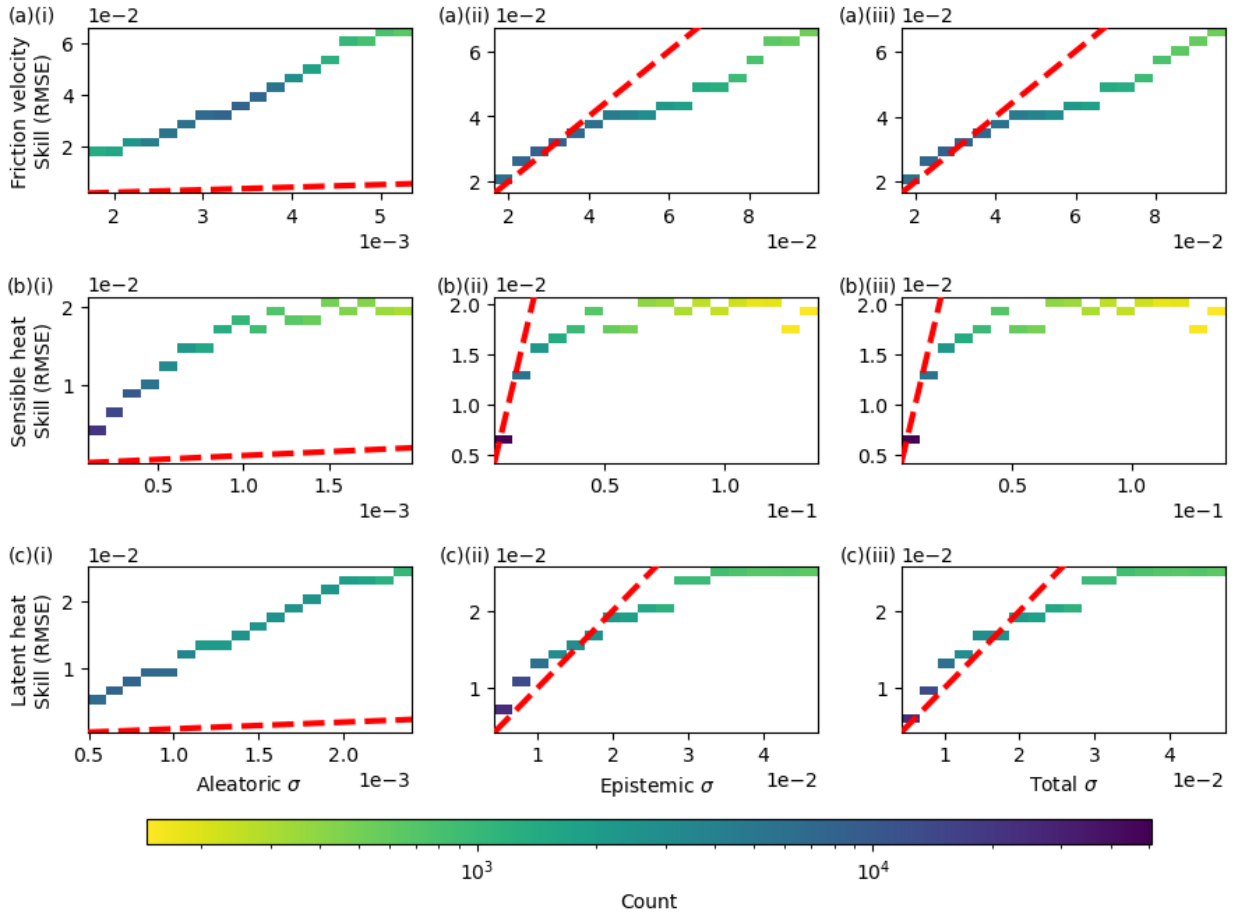 (a)(i) 1e−2 (a)(ii) 1e−2 (a)(iii) 1e−2
Friction velocity
Skill (RMSE)
6
4
2
6
4
2
6
4
2
2 3 4 5
1e−3
2 4 6 8
1e−2
2 4 6 8
1e−2
(b)(i) 1e−2 (b)(ii) 1e−2 (b)(iii) 1e−2
Sensible heat
Skill (RMSE)
2
1
2.0
1.5
1.0
0.5
2.0
1.5
1.0
0.5
0.5 1.0 1.5
1e−3
0.5 1.0
1e−1
0.5 1.0
1e−1
(c)(i) 1e−2 (c)(ii) 1e−2 (c)(iii) 1e−2
Latent heat
Skill (RMSE)
2
1
2
1
2
1
0.5 1.0 1.5 2.0
Aleatoric σ 1e−3
1 2 3 4
Epistemic σ 1e−2
1 2 3 4
Total σ 1e−2
10³ 10⁴
Count